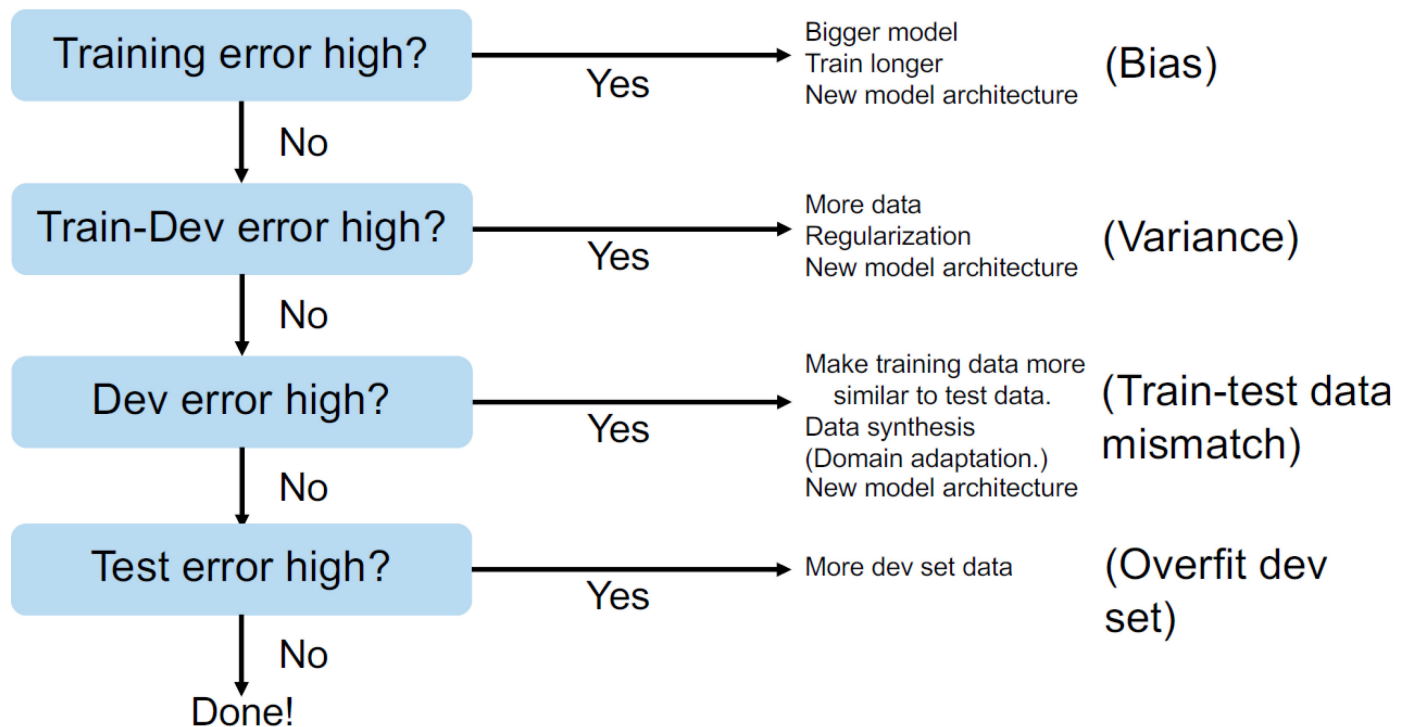 Training error high?
Yes
Bigger model
Train longer
New model architecture
(Bias)
No
Train-Dev error high?
Yes
More data
Regularization
New model architecture
(Variance)
No
Dev error high?
Yes
Make training data more
similar to test data.
Data synthesis
(Domain adaptation.)
New model architecture
(Train-test data
mismatch)
No
Test error high?
Yes
More dev set data
(Overfit dev
set)
No
Done!